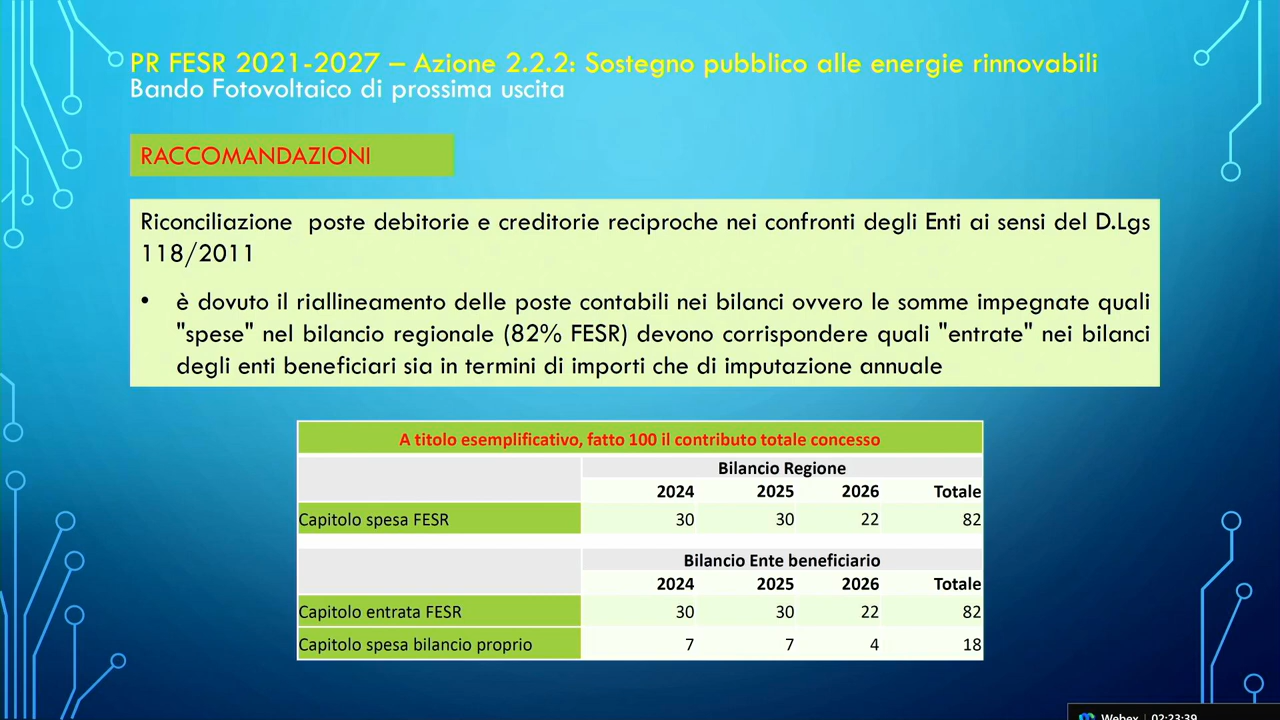 PR FESR 2021-2027 – Azione 2.2.2: Sostegno pubblico alle energie rinnovabili
Bando Fotovoltaico di prossima uscita
RACCOMANDAZIONI
Riconciliazione poste debitorie e creditorie reciproche nei confronti degli Enti ai sensi del D.Lgs
118/2011
• è dovuto il riallineamento delle poste contabili nei bilanci ovvero le somme impegnate quali
"spese" nel bilancio regionale (82% FESR) devono corrispondere quali "entrate" nei bilanci
degli enti beneficiari sia in termini di importi che di imputazione annuale
A titolo esemplificativo, fatto 100 il contributo totale concesso
Bilancio Regione
2024 2025 2026 Totale
Capitolo spesa FESR 30 30 22 82
Bilancio Ente beneficiario
2024 2025 2026 Totale
Capitolo entrata FESR 30 30 22 82
Capitolo spesa bilancio proprio 7 7 4 18
Webex | 02:23:39